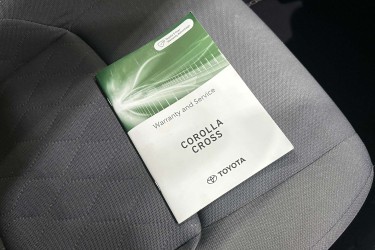 Warranty and Service
COROLLA
CROSS
TOYOTA